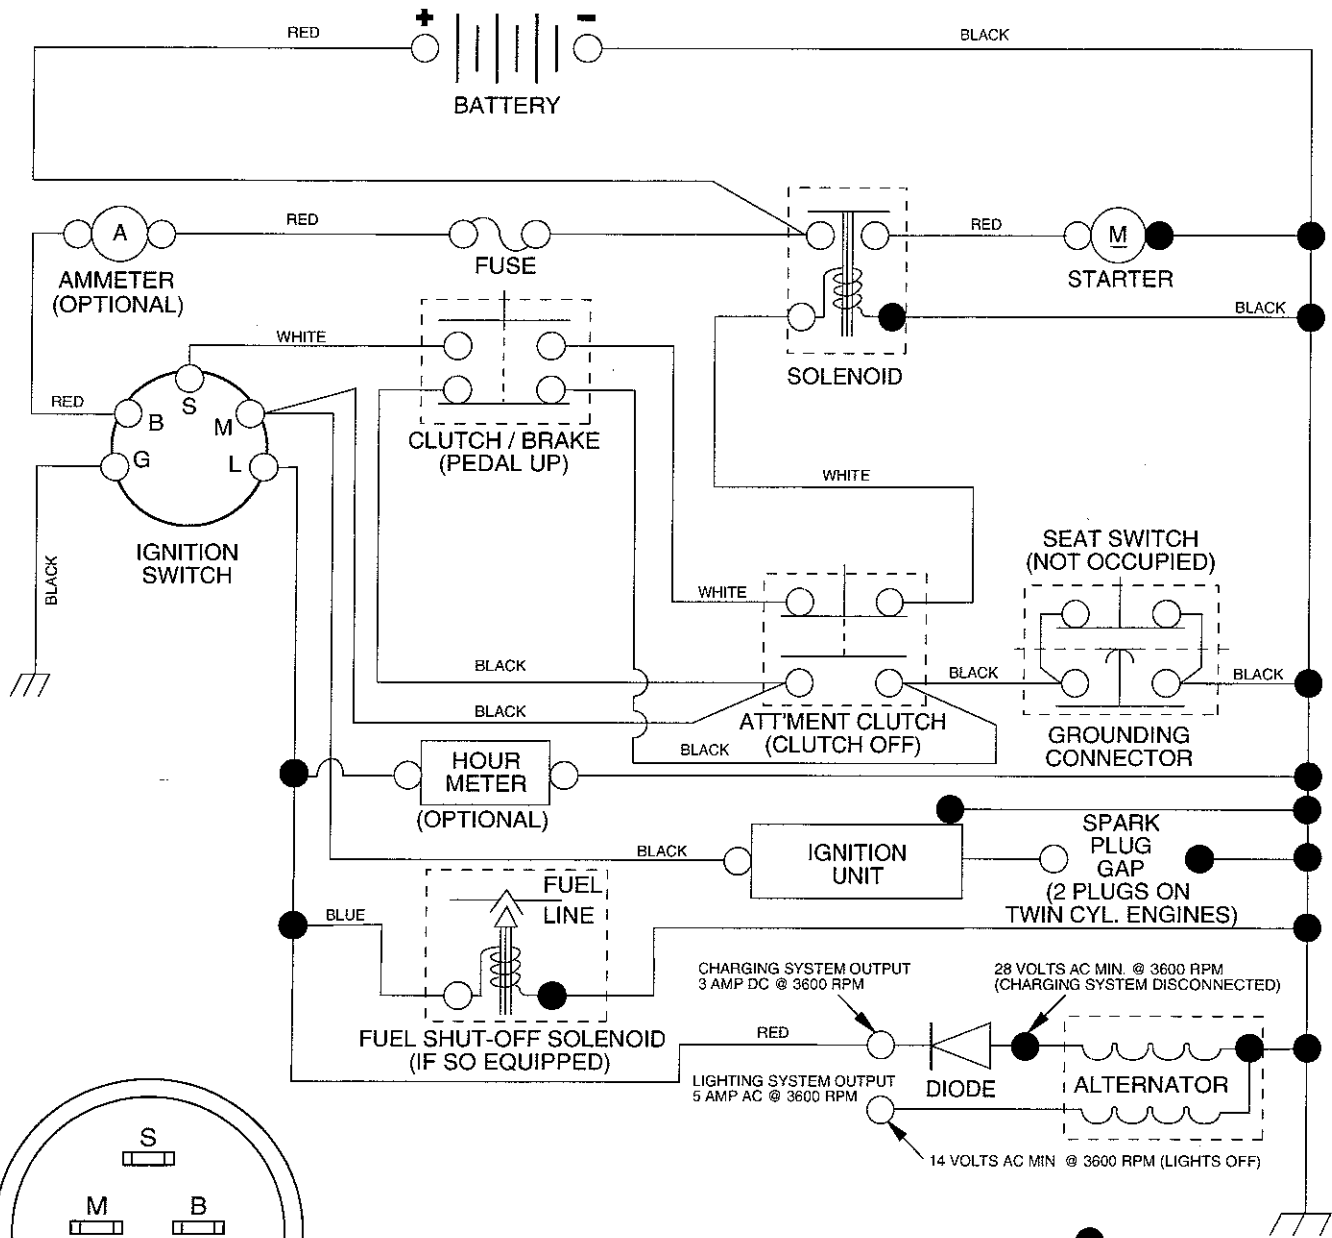 + -
RED
BLACK
BATTERY
A
RED
FUSE
RED
M
STARTER
AMMETER
(OPTIONAL)
BLACK
SOLENOID
WHITE
S
RED
B
M
G
L
CLUTCH / BRAKE
(PEDAL UP)
WHITE
IGNITION
SWITCH
BLACK
SEAT SWITCH
(NOT OCCUPIED)
WHITE
BLACK
BLACK
BLACK
BLACK
ATT'MENT CLUTCH
(CLUTCH OFF)
BLACK
GROUNDING
CONNECTOR
HOUR
METER
(OPTIONAL)
BLACK
IGNITION
UNIT
SPARK
PLUG
GAP
(2 PLUGS ON
TWIN CYL. ENGINES)
FUEL
LINE
BLUE
FUEL SHUT-OFF SOLENOID
(IF SO EQUIPPED)
CHARGING SYSTEM OUTPUT
3 AMP DC @ 3600 RPM
28 VOLTS AC MIN. @ 3600 RPM
(CHARGING SYSTEM DISCONNECTED)
RED
DIODE
ALTERNATOR
LIGHTING SYSTEM OUTPUT
5 AMP AC @ 3600 RPM
14 VOLTS AC MIN @ 3600 RPM (LIGHTS OFF)
S
M
B